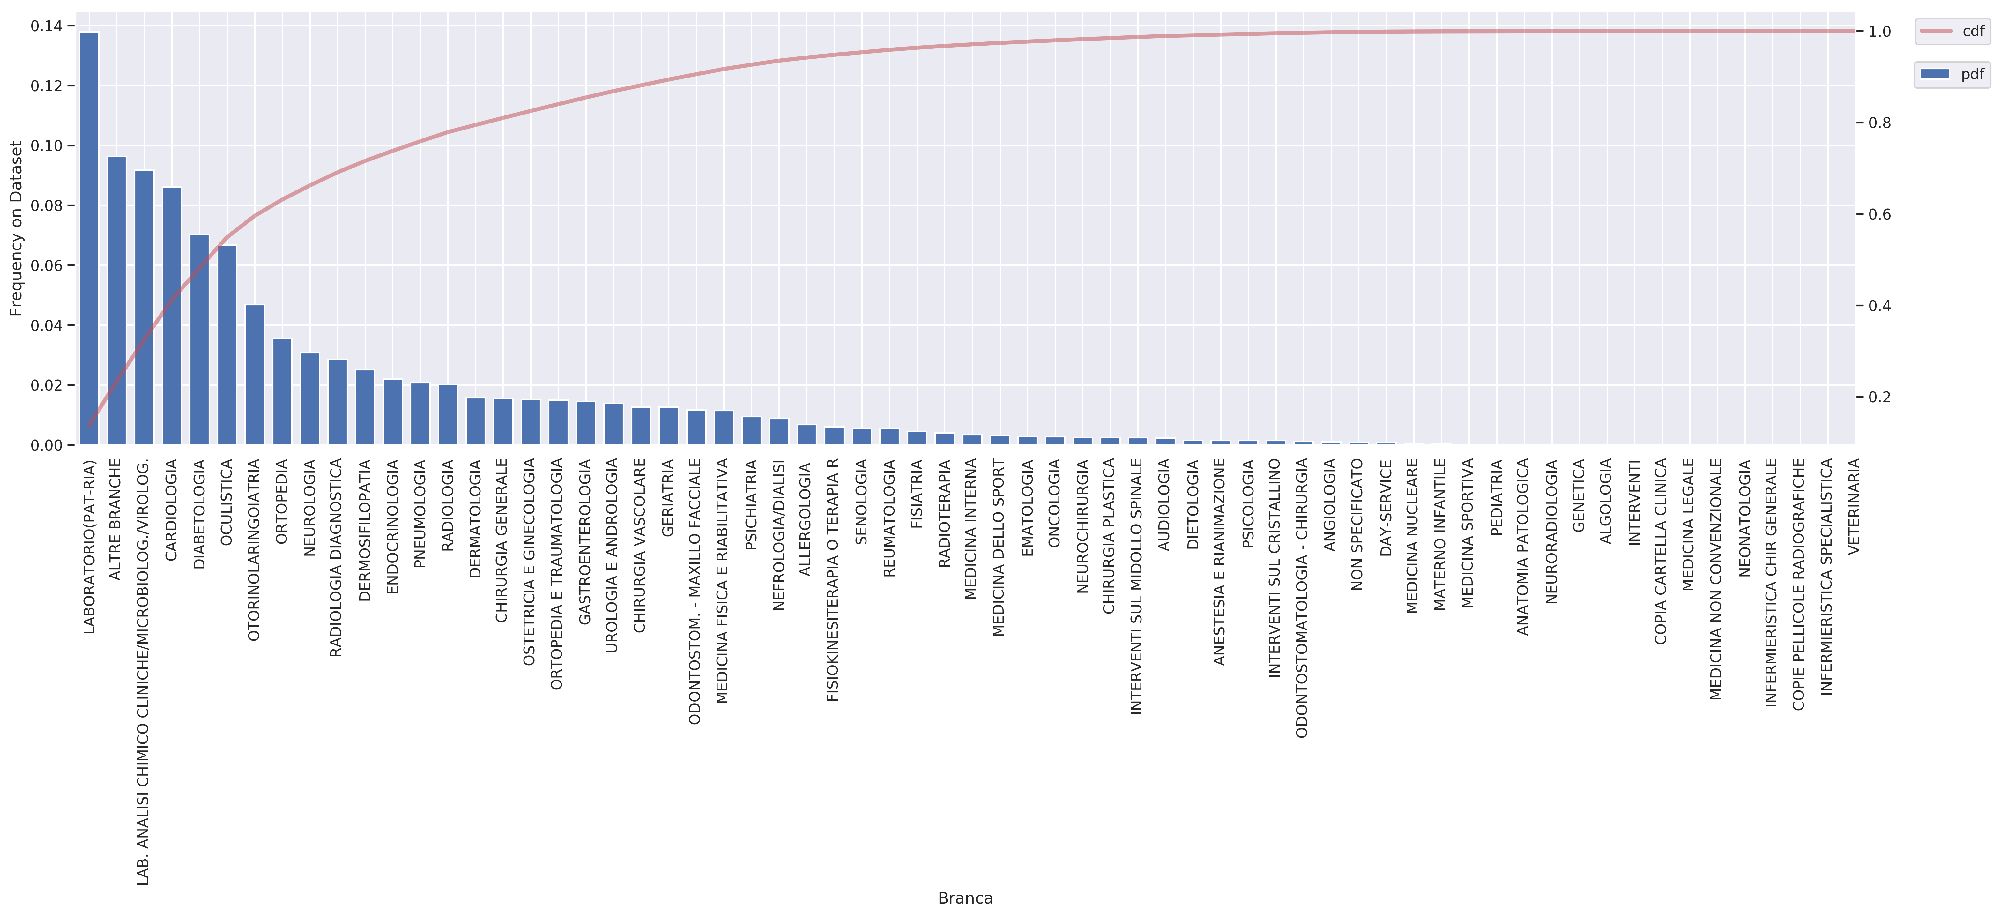 0.14
0.12
0.10
0.08
0.06
0.04
0.02
0.00
Frequency on Dataset
1.0
0.8
0.6
0.4
0.2
cdf
pdf
LABORATORIO(PAT-RIA)
ALTRE BRANCHE
LAB. ANALISI CHIMICO CLINICHE/MICROBIOLOG./VIROLOG.
CARDIOLOGIA
DIABETOLOGIA
OCULISTICA
OTORINOLARINGOIATRIA
ORTOPEDIA
NEUROLOGIA
RADIOLOGIA DIAGNOSTICA
DERMOSIFILOPATIA
ENDOCRINOLOGIA
PNEUMOLOGIA
RADIOLOGIA
DERMATOLOGIA
CHIRURGIA GENERALE
OSTETRICIA E GINECOLOGIA
ORTOPEDIA E TRAUMATOLOGIA
GASTROENTEROLOGIA
UROLOGIA E ANDROLOGIA
CHIRURGIA VASCOLARE
GERIATRIA
ODONTOSTOM. - MAXILLO FACCIALE
MEDICINA FISICA E RIABILITATIVA
PSICHIATRIA
NEFROLOGIA/DIALISI
ALLERGOLOGIA
FISIOKINESITERAPIA O TERAPIA R
SENOLOGIA
REUMATOLOGIA
FISIATRIA
RADIOTERAPIA
MEDICINA INTERNA
MEDICINA DELLO SPORT
EMATOLOGIA
ONCOLOGIA
NEUROCHIRURGIA
CHIRURGIA PLASTICA
INTERVENTI SUL MIDOLLO SPINALE
AUDIOLOGIA
DIETOLOGIA
ANESTESIA E RIANIMAZIONE
PSICOLOGIA
INTERVENTI SUL CRISTALLINO
ODONTOSTOMATOLOGIA - CHIRURGIA
ANGIOLOGIA
NON SPECIFICATO
DAY-SERVICE
MEDICINA NUCLEARE
MATERNO INFANTILE
MEDICINA SPORTIVA
PEDIATRIA
ANATOMIA PATOLOGICA
NEURORADIOLOGIA
GENETICA
ALGOLOGIA
INTERVENTI
COPIA CARTELLA CLINICA
MEDICINA LEGALE
MEDICINA NON CONVENZIONALE
NEONATOLOGIA
INFERMIERISTICA CHIR GENERALE
COPIE PELLICOLE RADIOGRAFICHE
INFERMIERISTICA SPECIALISTICA
VETERINARIA
Branca